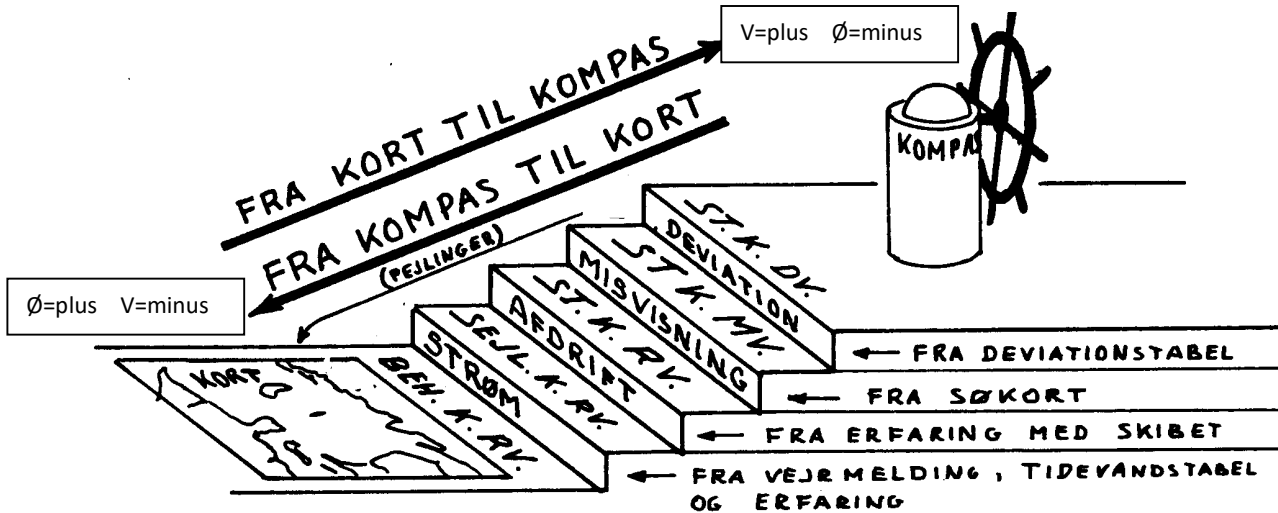 V=plus Ø=minus
FRA KORT TIL KOMPAS
FRA KOMPAS TIL KORT
(PEJLINGER)
Ø=plus V=minus
KOMPAS
ST. K. DV.
DEVIATION
ST. K. MV.
MISVISNING
ST. K. RV.
AFDRIFT
SEJL. K. RV.
STRØM
BEH. K. RV.
KORT
FRA DEVIATIONSTABEL
FRA SØKORT
FRA ERFARING MED SKIBET
FRA VEJRMELDING, TIDEVANDSTABEL
OG ERFARING